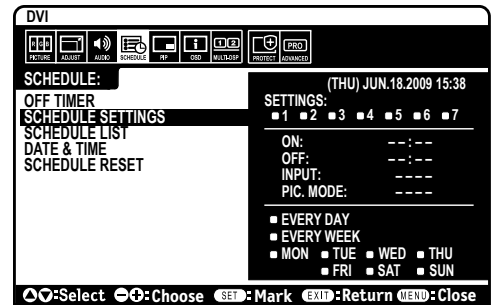 DVI
RGB
PICTURE ADJUST AUDIO SCHEDULE PIP OSD MULTI-DSP PROTECT ADVANCED
PRO
SCHEDULE:
OFF TIMER
SCHEDULE SETTINGS
SCHEDULE LIST
DATE & TIME
SCHEDULE RESET
(THU) JUN.18.2009 15:38
SETTINGS:
1 2 3 4 5 6 7
ON: --:--
OFF: --:--
INPUT: ----
PIC. MODE: ----
EVERY DAY
EVERY WEEK
MON TUE WED THU
FRI SAT SUN
:Select :Choose SET:Mark EXIT:Return MENU:Close